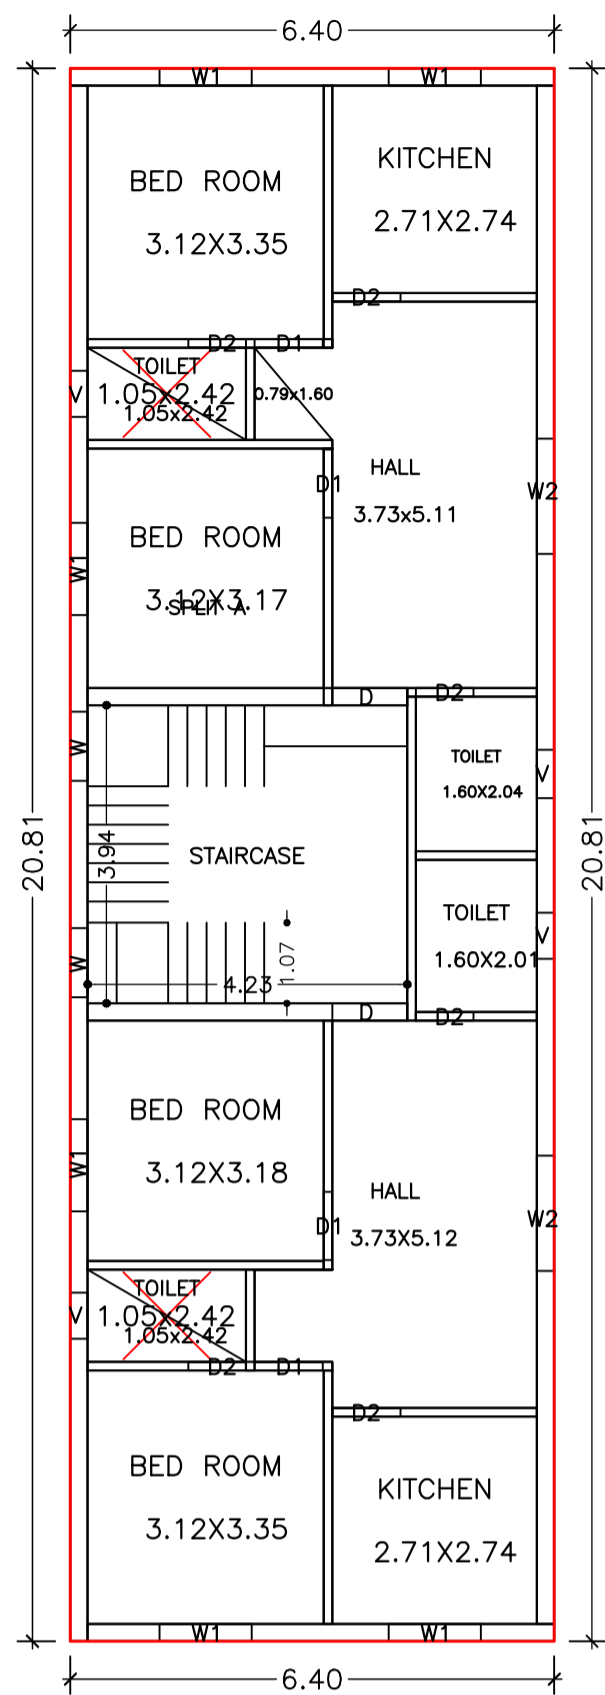 6.40
W1
W1
KITCHEN
2.71X2.74
BED ROOM
3.12X3.35
D2
D2
D1
TOILET
1.05x2.42
1.05x2.42
0.79x1.60
V
HALL
3.73x5.11
D1
W2
BED ROOM
3.12X3.17
SPLIT A
W1
D
D2
W
TOILET
1.60X2.04
V
20.81
20.81
3.94
STAIRCASE
TOILET
1.60X2.01
V
W
1.07
4.23
D
D2
BED ROOM
3.12X3.18
W1
HALL
3.73X5.12
D1
W2
TOILET
1.05x2.42
1.05x2.42
V
D2
D1
D2
BED ROOM
3.12X3.35
KITCHEN
2.71X2.74
W1
W1
6.40